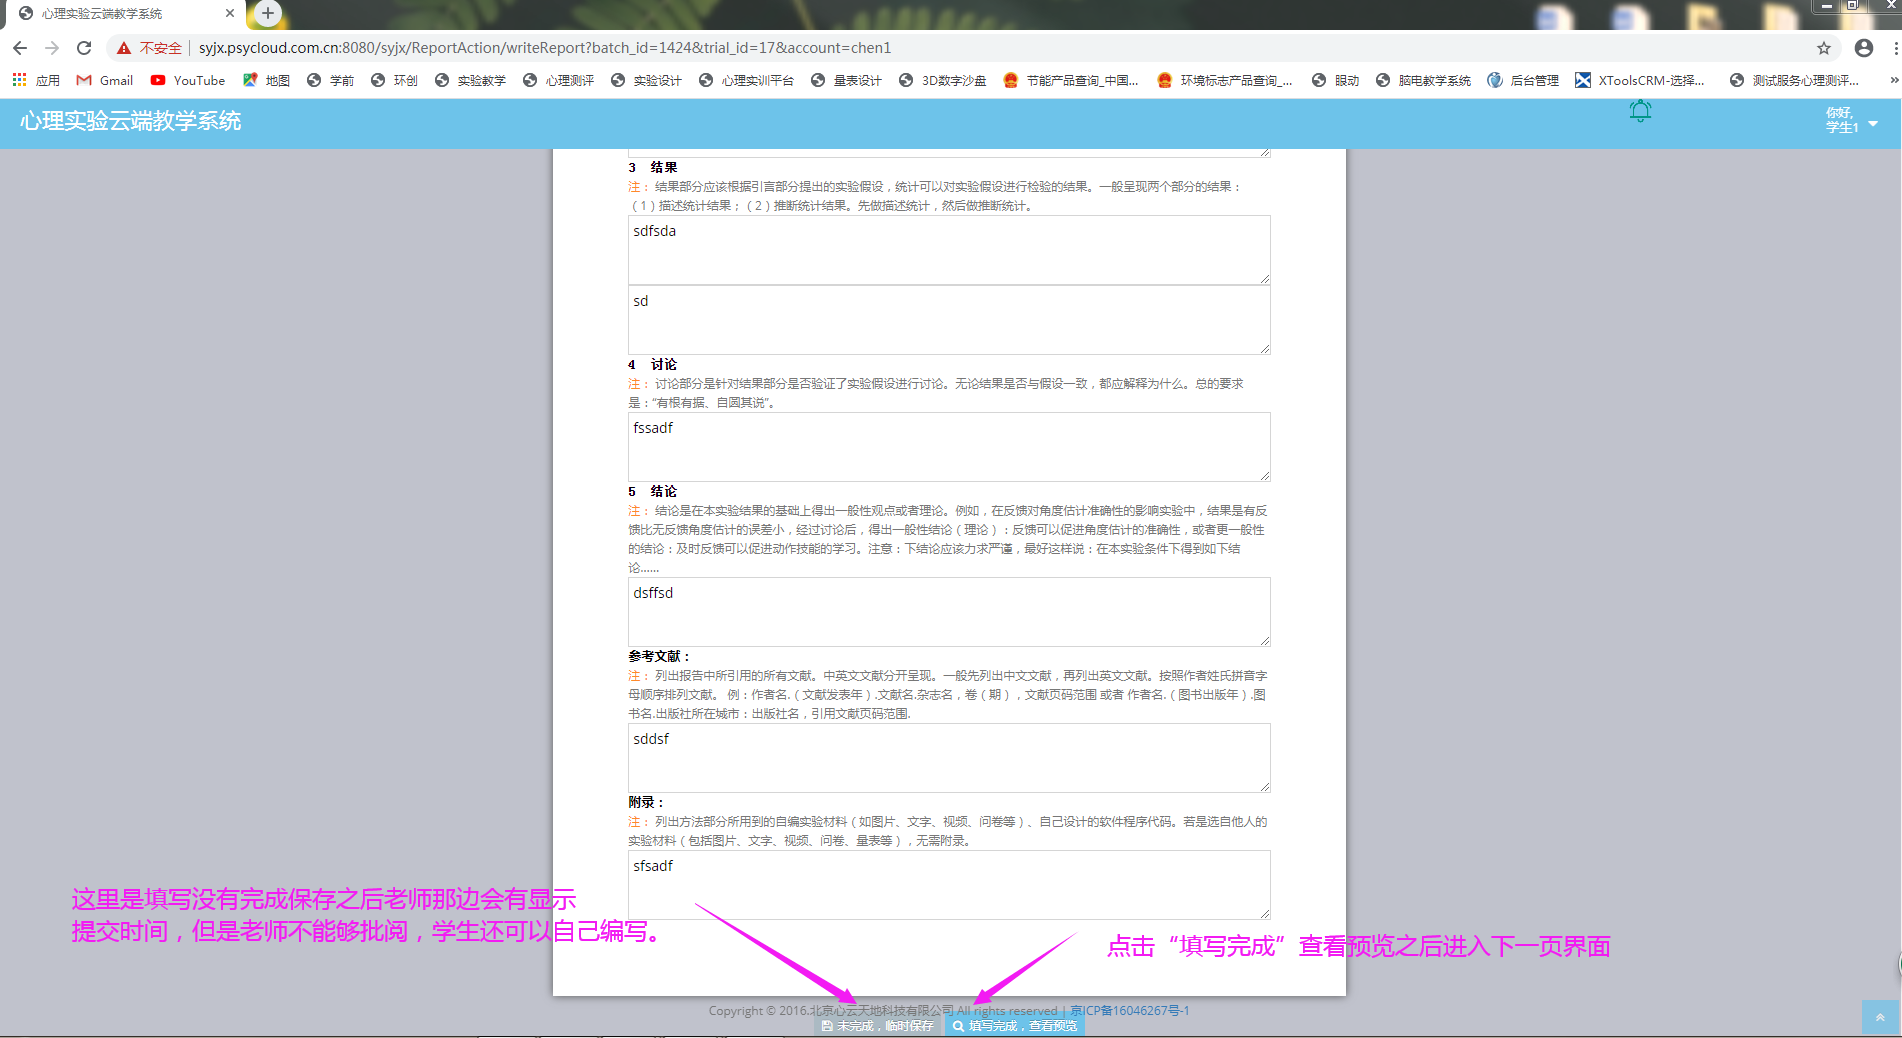 心理实验云端教学系统
不安全 syjx.psycloud.com.cn:8080/syjx/ReportAction/writeReport?batch_id=1424&trial_id=17&account=chen1
应用 Gmail YouTube 地图 学前 环创 实验教学 心理测评 实验设计 心理实训平台 量表设计 3D数字沙盘 节能产品查询_中国... 环境标志产品查询_... 眼动 脑电教学系统 后台管理 XToolsCRM-选择... 测试服务心理测评...
心理实验云端教学系统
你好,
学生1
3 结果
注： 结果部分应该根据引言部分提出的实验假设，统计可以对实验假设进行检验的结果。一般呈现两个部分的结果：
（1）描述统计结果；（2）推断统计结果。先做描述统计，然后做推断统计。
sdfsda
sd
4 讨论
注： 讨论部分是针对结果部分是否验证了实验假设进行讨论。无论结果是否与假设一致，都应解释为什么。总的要求
是：“有根有据、自圆其说”。
fssadf
5 结论
注： 结论是在本实验结果的基础上得出一般性观点或者理论。例如，在反馈对角度估计准确性的影响实验中，结果是有反
馈比无反馈角度估计的误差小，经过讨论后，得出一般性结论（理论）：反馈可以促进角度估计的准确性，或者更一般性
的结论：及时反馈可以促进动作技能的学习。注意：下结论应该力求严谨，最好这样说：在本实验条件下得到如下结
论......
dsffsd
参考文献：
注： 列出报告中所引用的所有文献。中英文文献分开呈现。一般先列出中文文献，再列出英文文献。按照作者姓氏拼音字
母顺序排列文献。 例：作者名.（文献发表年）.文献名.杂志名，卷（期），文献页码范围 或者 作者名.（图书出版年）.图
书名.出版社所在城市：出版社名，引用文献页码范围.
sddsf
附录：
注： 列出方法部分所用到的自编实验材料（如图片、文字、视频、问卷等）、自己设计的软件程序代码。若是选自他人的
实验材料（包括图片、文字、视频、问卷、量表等），无需附录。
sfsadf
这里是填写没有完成保存之后老师那边会有显示
提交时间，但是老师不能够批阅，学生还可以自己编写。
点击“填写完成”查看预览之后进入下一页界面
Copyright © 2016.北京心云天地科技有限公司 All rights reserved | 京ICP备16046267号-1
未完成，临时保存 填写完成，查看预览